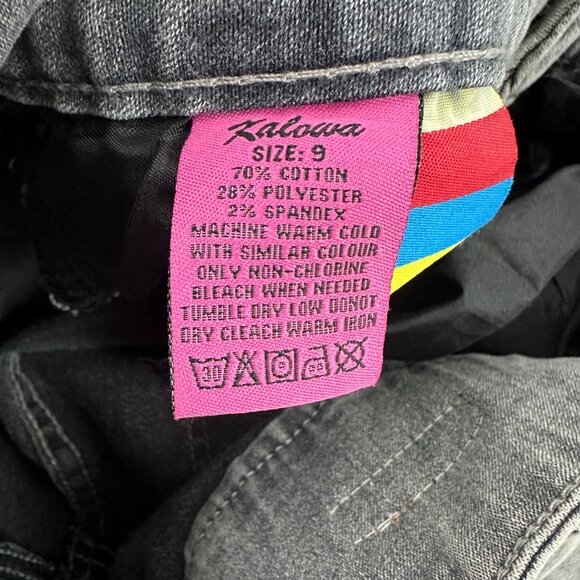 Kalowa
SIZE: 9
70% COTTON
28% POLYESTER
2% SPANDEX
MACHINE WARM COLD
WITH SIMILAR COLOUR
ONLY NON-CHLORINE
BLEACH WHEN NEEDED
TUMBLE DRY LOW DONOT
DRY CLEACH WARM IRON
30